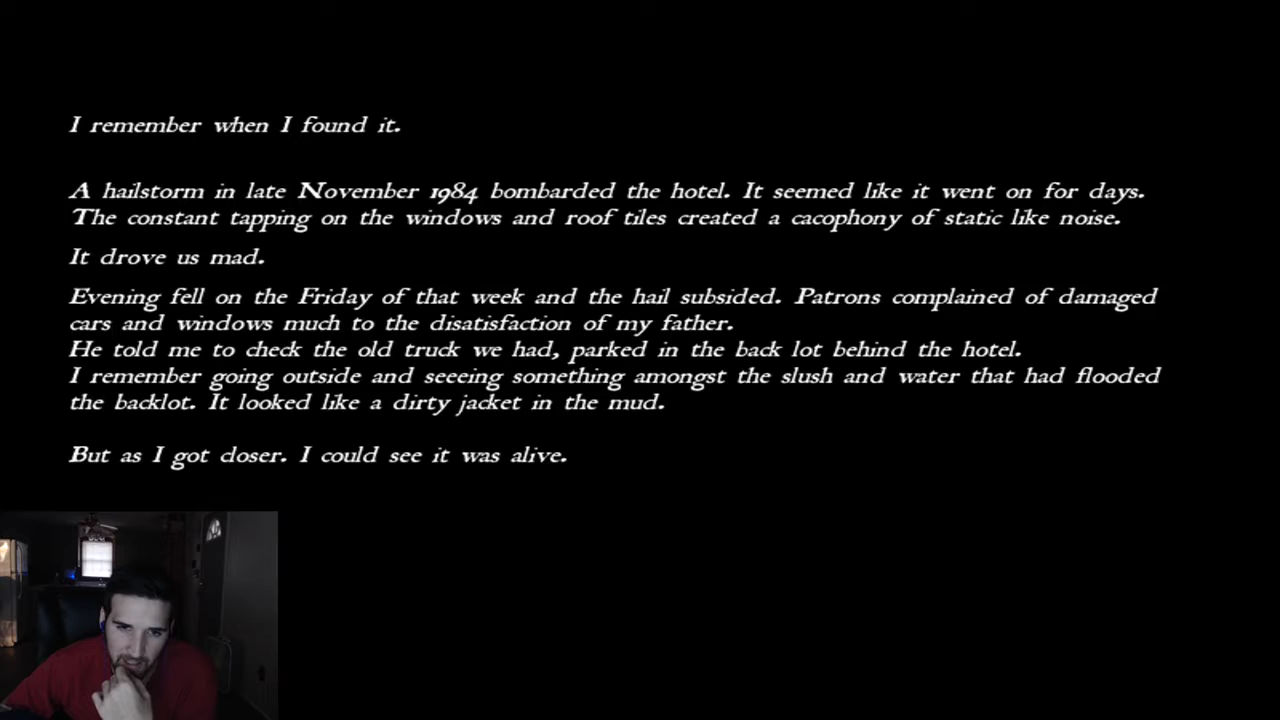 I remember when I found it.
A hailstorm in late November 1984 bombarded the hotel. It seemed like it went on for days.
The constant tapping on the windows and roof tiles created a cacophony of static like noise.
It drove us mad.
Evening fell on the Friday of that week and the hail subsided. Patrons complained of damaged
cars and windows much to the disatisfaction of my father.
He told me to check the old truck we had, parked in the back lot behind the hotel.
I remember going outside and seeeing something amongst the slush and water that had flooded
the backlot. It looked like a dirty jacket in the mud.
But as I got closer. I could see it was alive.